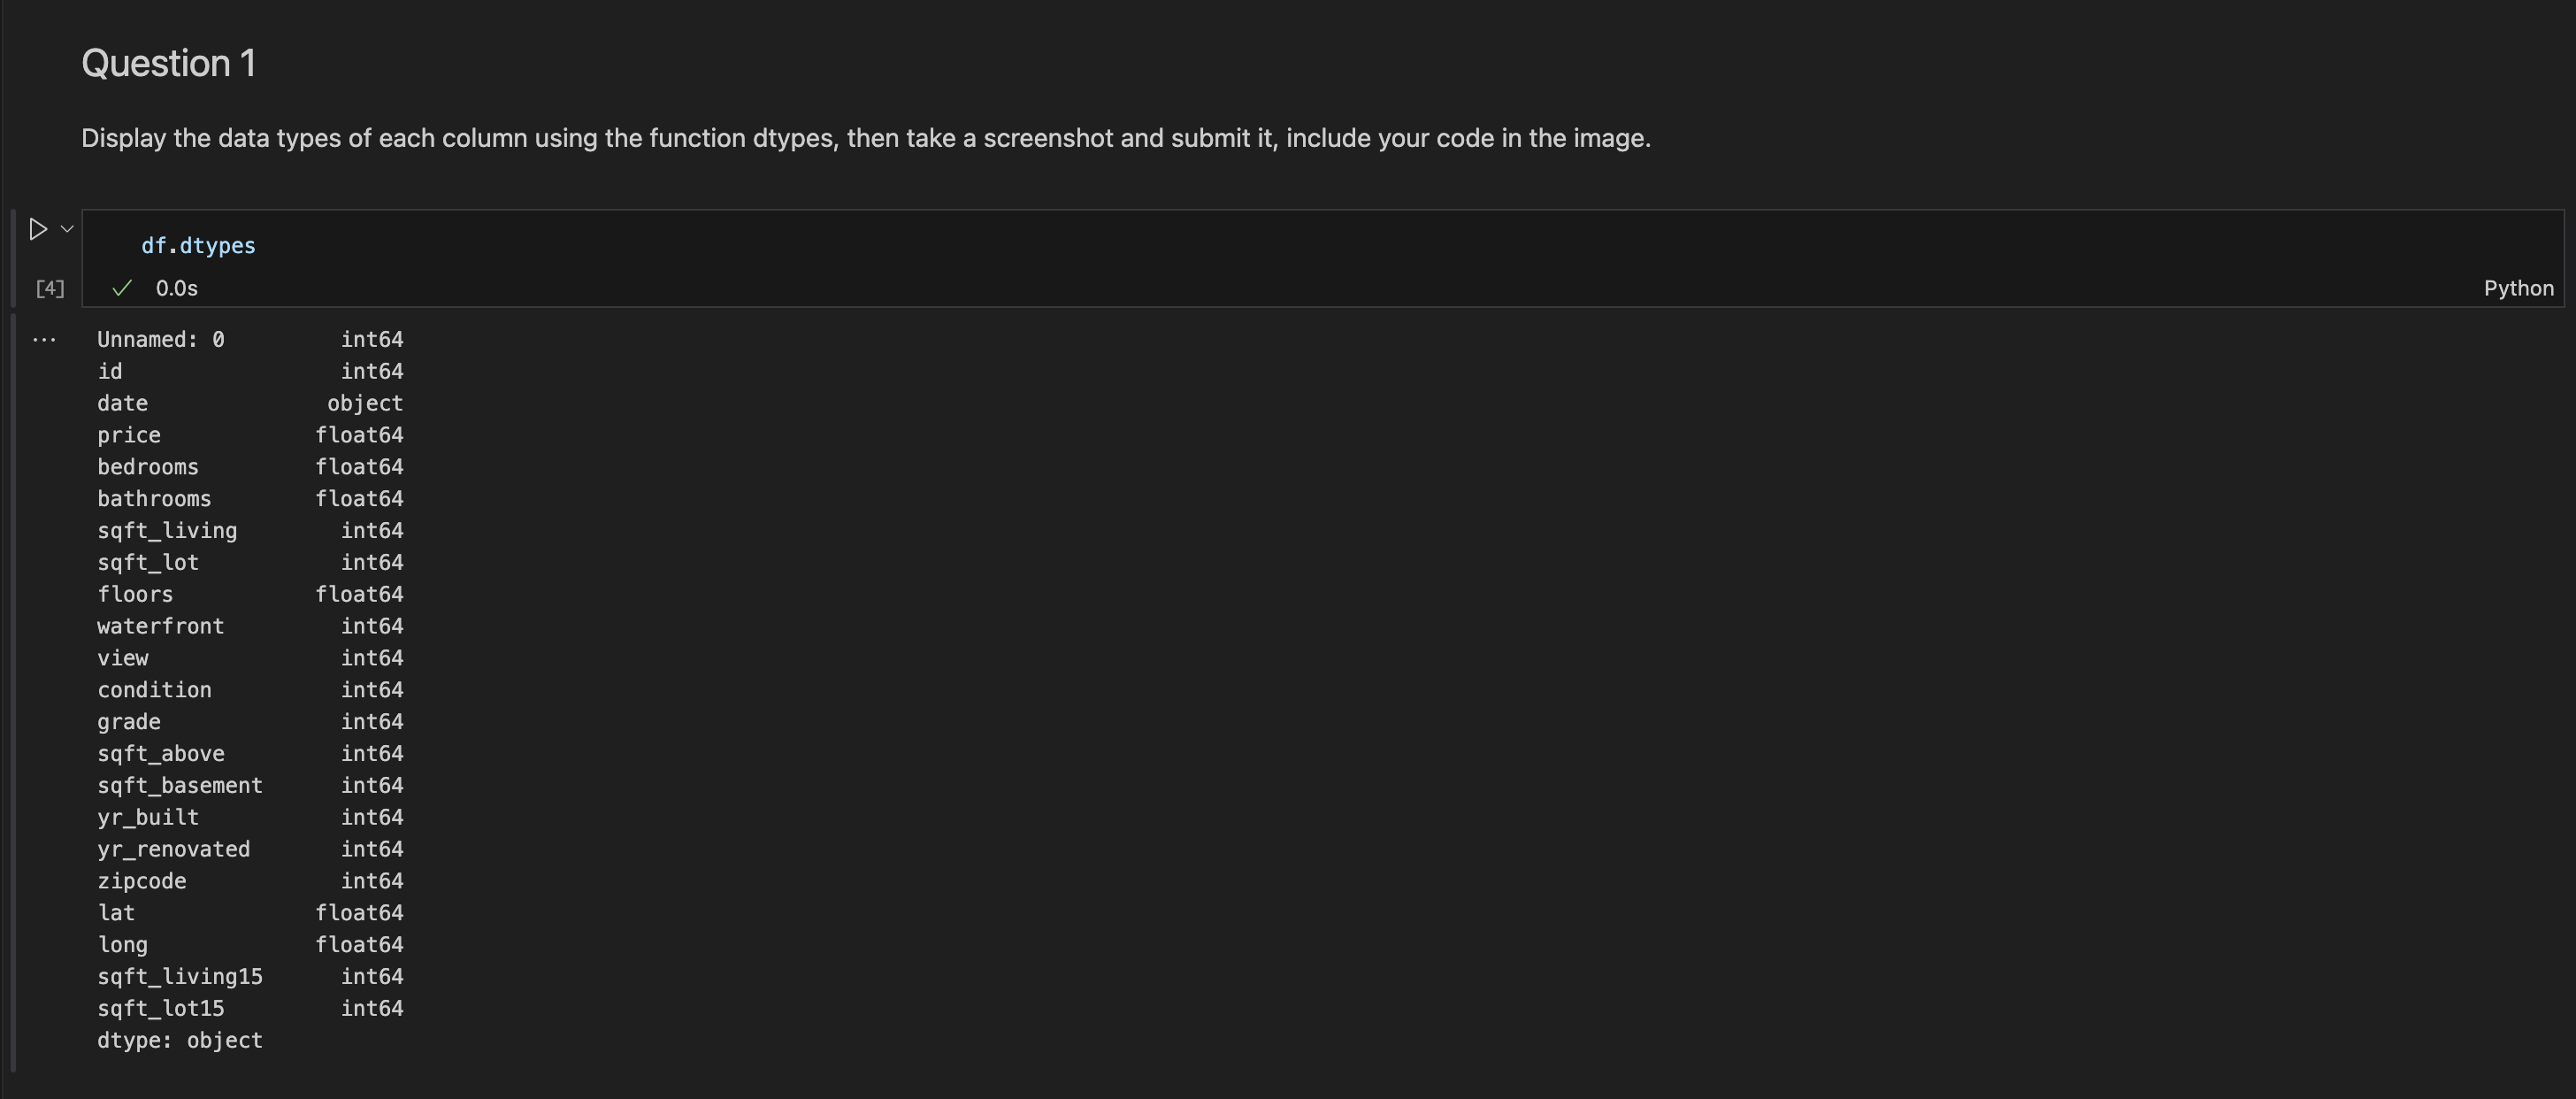 Question 1
Display the data types of each column using the function dtypes, then take a screenshot and submit it, include your code in the image.
df.dtypes
[4] 0.0s Python
Unnamed: 0 int64
id int64
date object
price float64
bedrooms float64
bathrooms float64
sqft_living int64
sqft_lot int64
floors float64
waterfront int64
view int64
condition int64
grade int64
sqft_above int64
sqft_basement int64
yr_built int64
yr_renovated int64
zipcode int64
lat float64
long float64
sqft_living15 int64
sqft_lot15 int64
dtype: object